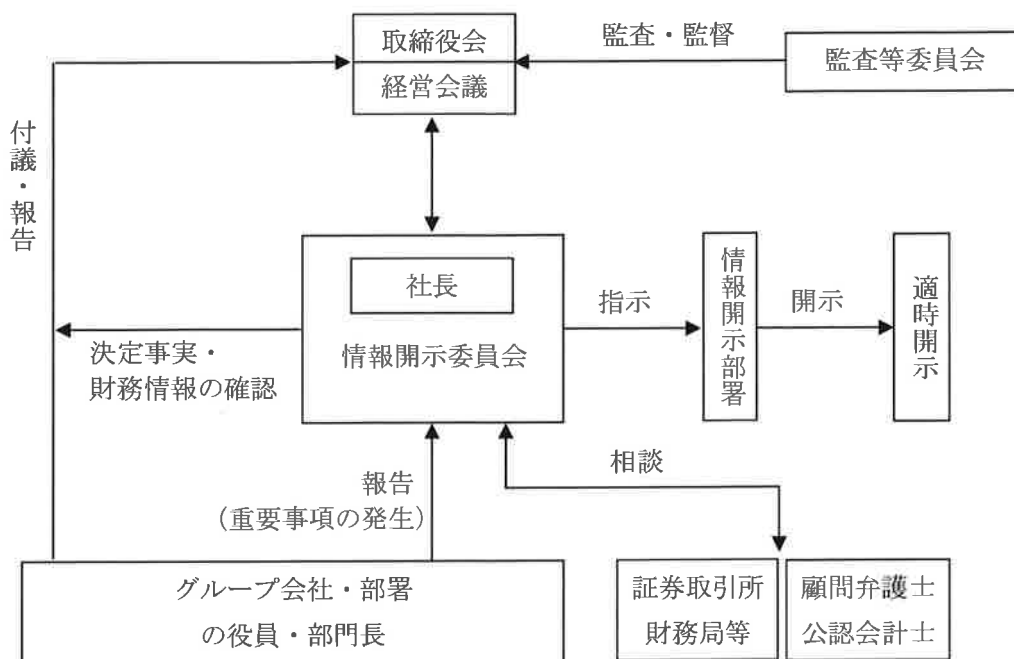 取締役会
経営会議
監査・監督
監査等委員会
付議・報告
社長
情報開示委員会
指示
情報開示部署
開示
適時開示
決定事実・
財務情報の確認
相談
報告
（重要事項の発生）
グループ会社・部署
の役員・部門長
証券取引所
財務局等
顧問弁護士
公認会計士